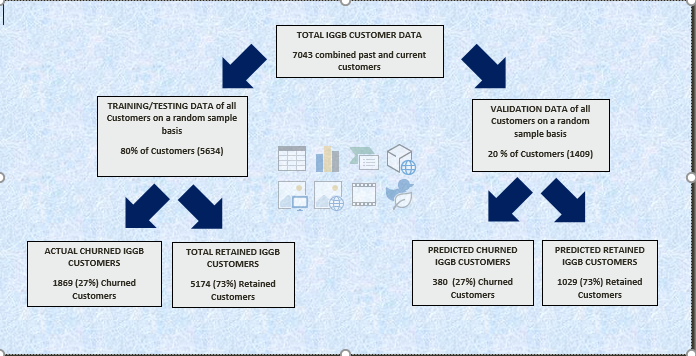 TOTAL IGGB CUSTOMER DATA
7043 combined past and current
customers
TRAINING/TESTING DATA of all
Customers on a random sample
basis
80% of Customers (5634)
VALIDATION DATA of all
Customers on a random
sample basis
20 % of Customers (1409)
ACTUAL CHURNED IGGB
CUSTOMERS
1869 (27%) Churned
Customers
TOTAL RETAINED IGGB
CUSTOMERS
5174 (73%) Retained
Customers
PREDICTED CHURNED
IGGB CUSTOMERS
380 (27%) Churned
Customers
PREDICTED RETAINED
IGGB CUSTOMERS
1029 (73%) Retained
Customers